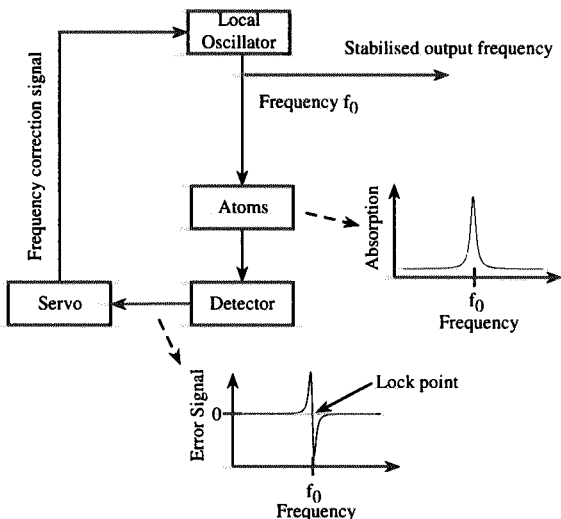 Local
Oscillator
Stabilised output frequency
Frequency f0
Frequency correction signal
Atoms
Absorption
f0
Frequency
Servo
Detector
Lock point
Error Signal
0
f0
Frequency